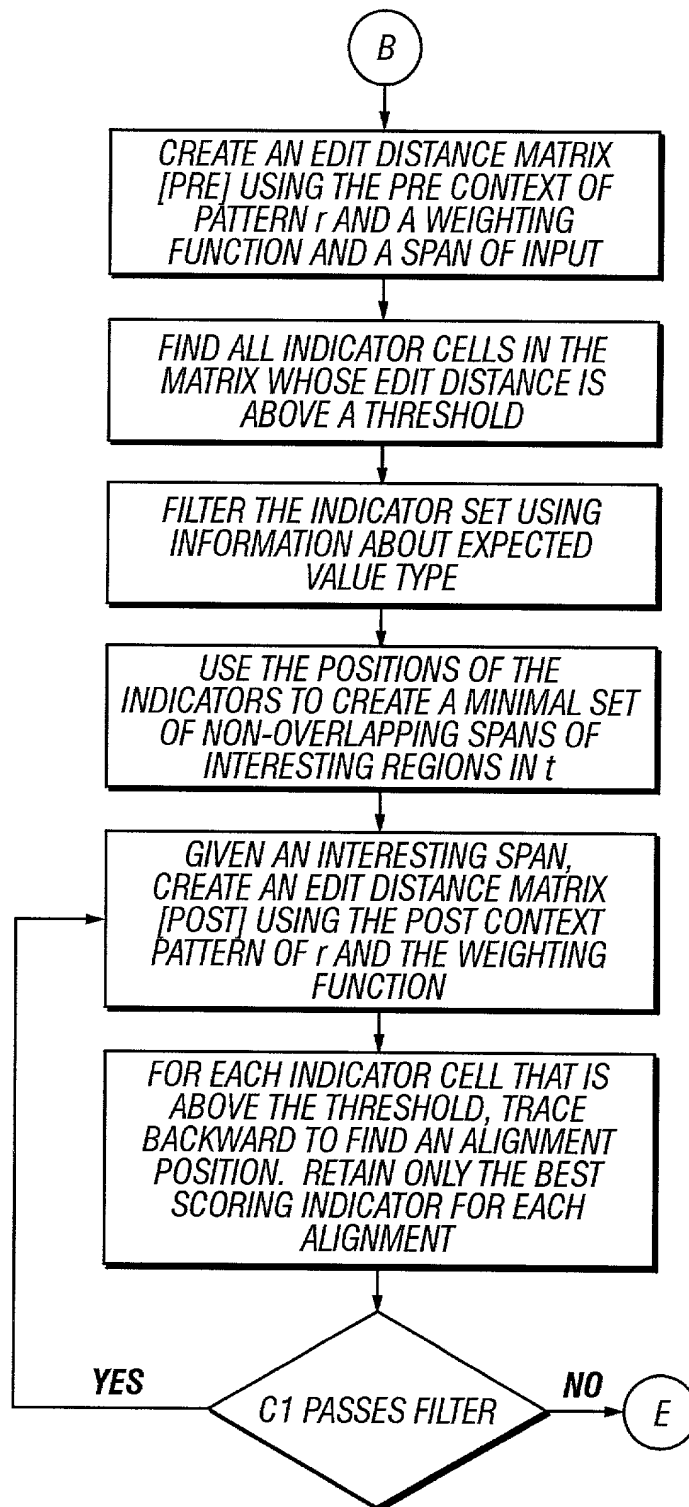 B
CREATE AN EDIT DISTANCE MATRIX
[PRE] USING THE PRE CONTEXT OF
PATTERN r AND A WEIGHTING
FUNCTION AND A SPAN OF INPUT
FIND ALL INDICATOR CELLS IN THE
MATRIX WHOSE EDIT DISTANCE IS
ABOVE A THRESHOLD
FILTER THE INDICATOR SET USING
INFORMATION ABOUT EXPECTED
VALUE TYPE
USE THE POSITIONS OF THE
INDICATORS TO CREATE A MINIMAL SET
OF NON-OVERLAPPING SPANS OF
INTERESTING REGIONS IN t
GIVEN AN INTERESTING SPAN,
CREATE AN EDIT DISTANCE MATRIX
[POST] USING THE POST CONTEXT
PATTERN OF r AND THE WEIGHTING
FUNCTION
FOR EACH INDICATOR CELL THAT IS
ABOVE THE THRESHOLD, TRACE
BACKWARD TO FIND AN ALIGNMENT
POSITION. RETAIN ONLY THE BEST
SCORING INDICATOR FOR EACH
ALIGNMENT
YES
C1 PASSES FILTER
NO
E